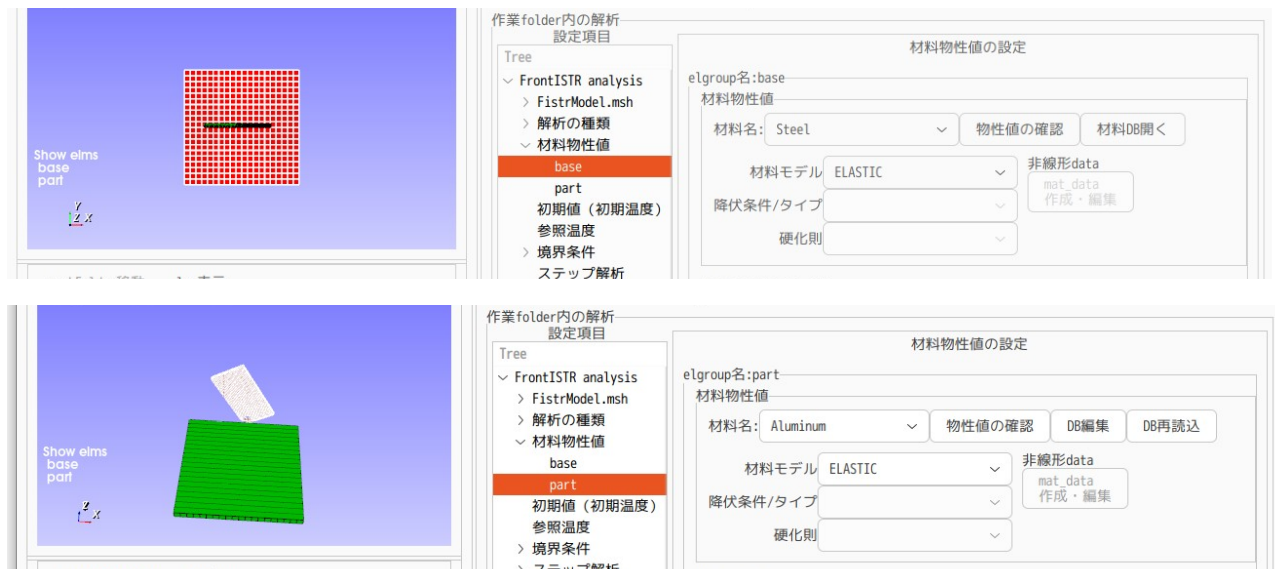 作業folder内の解析
設定項目
Tree
FrontISTR analysis
FistrModel.msh
解析の種類
材料物性値
base
part
初期値（初期温度）
参照温度
境界条件
ステップ解析
材料物性値の設定
elgroup名:base
材料物性値
材料名: Steel 物性値の確認 材料DB開く
材料モデル ELASTIC
非線形data
mat_data
作成・編集
降伏条件/タイプ
硬化則
Show elms
base
part
Y
Z X
作業folder内の解析
設定項目
Tree
FrontISTR analysis
FistrModel.msh
解析の種類
材料物性値
base
part
初期値（初期温度）
参照温度
境界条件
ステップ解析
材料物性値の設定
elgroup名:part
材料物性値
材料名: Aluminum 物性値の確認 DB編集 DB再読込
材料モデル ELASTIC
非線形data
mat_data
作成・編集
降伏条件/タイプ
硬化則
Show elms
base
part
Z
X